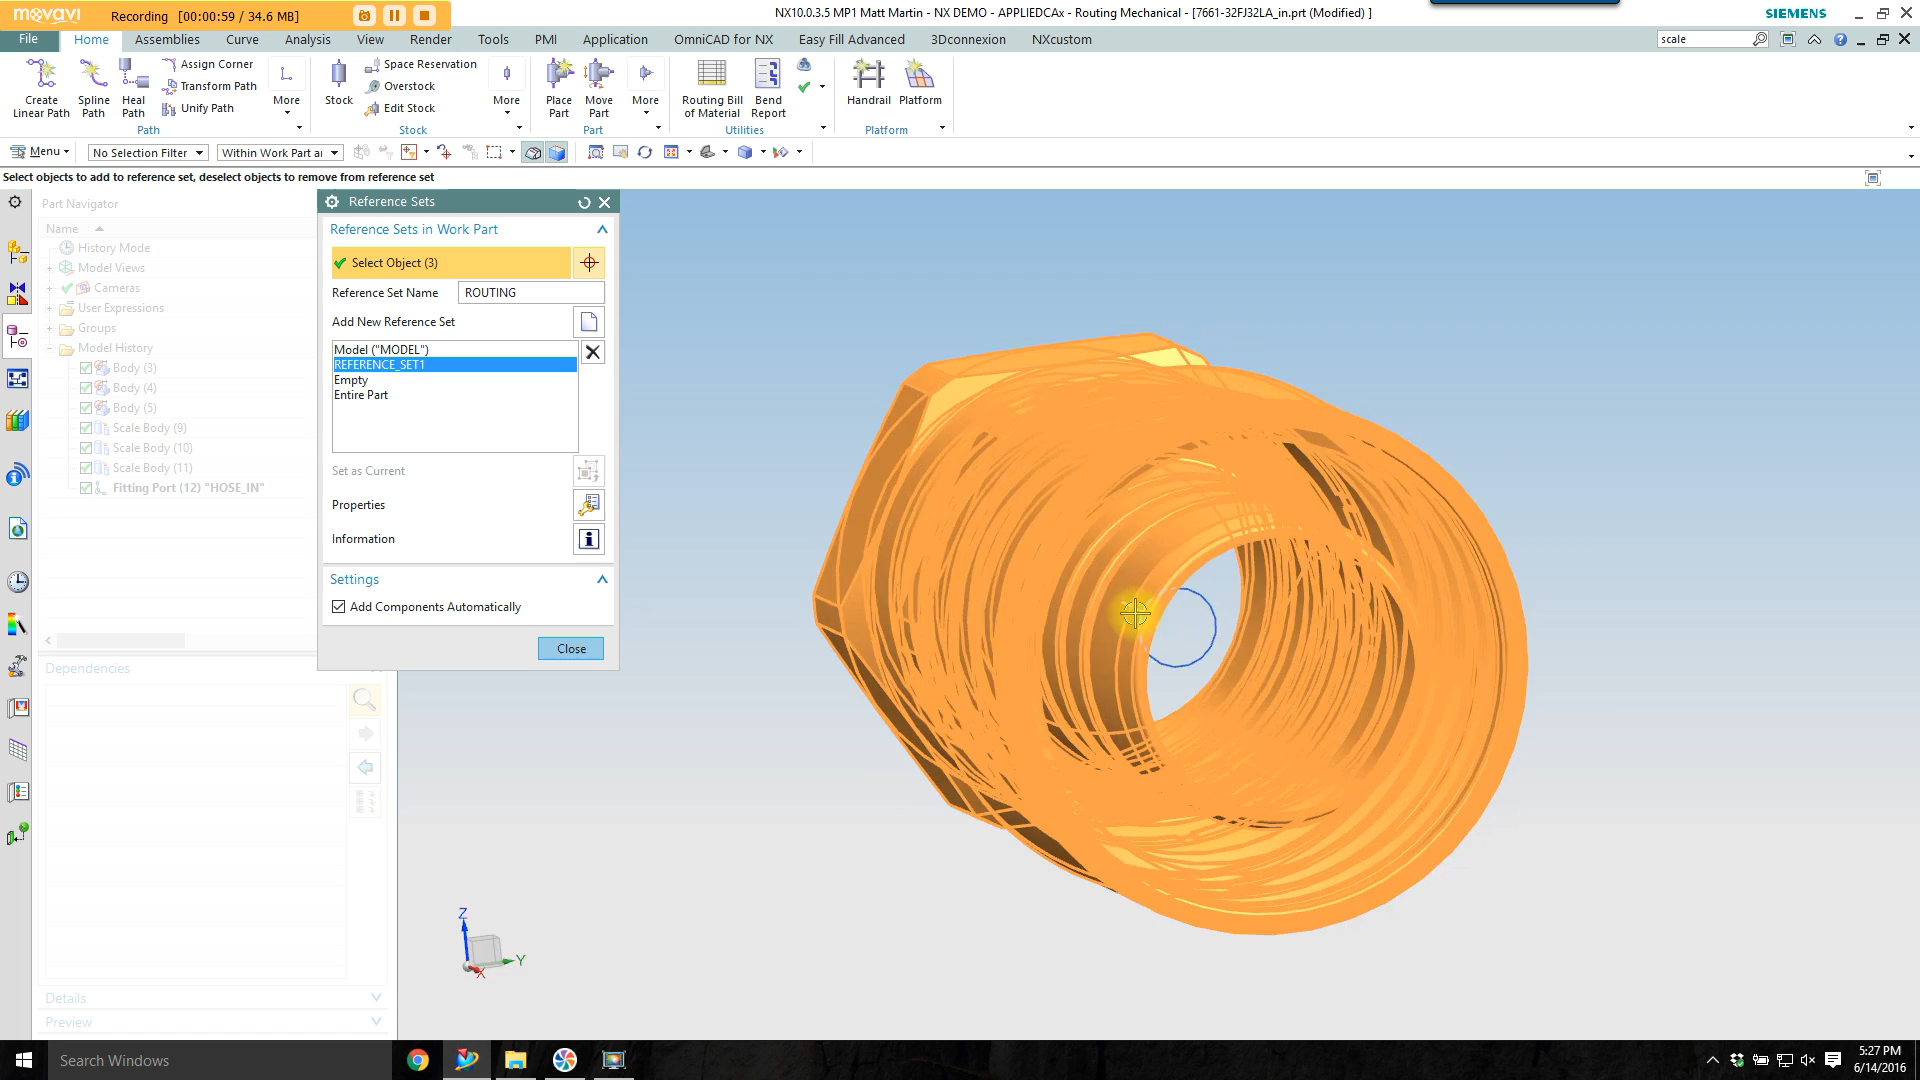 movavi
Recording [00:00:59 / 34.6 MB]
NX10.0.3.5 MP1 Matt Martin - NX DEMO - APPLIEDCAx - Routing Mechanical - [7661-32FJ32LA_in.prt (Modified) ]
SIEMENS
File Home Assemblies Curve Analysis View Render Tools PMI Application OmniCAD for NX Easy Fill Advanced 3Dconnexion NXcustom
scale
Create Linear Path
Spline Path
Heal Path
Assign Corner
Transform Path
Unify Path
More
Path
Stock
Space Reservation
Overstock
Edit Stock
More
Stock
Place Part
Move Part
More
Part
Routing Bill of Material
Bend Report
Utilities
Handrail
Platform
Platform
Menu
No Selection Filter
Within Work Part ar
Select objects to add to reference set, deselect objects to remove from reference set
Part Navigator
Name
History Mode
Model Views
Cameras
User Expressions
Groups
Model History
Body (3)
Body (4)
Body (5)
Scale Body (9)
Scale Body (10)
Scale Body (11)
Fitting Port (12) "HOSE_IN"
Dependencies
Details
Preview
Reference Sets
Reference Sets in Work Part
Select Object (3)
Reference Set Name ROUTING
Add New Reference Set
Model ("MODEL")
REFERENCE_SET1
Empty
Entire Part
Set as Current
Properties
Information
Settings
Add Components Automatically
Close
Z
Y
X
Search Windows
5:27 PM
6/14/2016